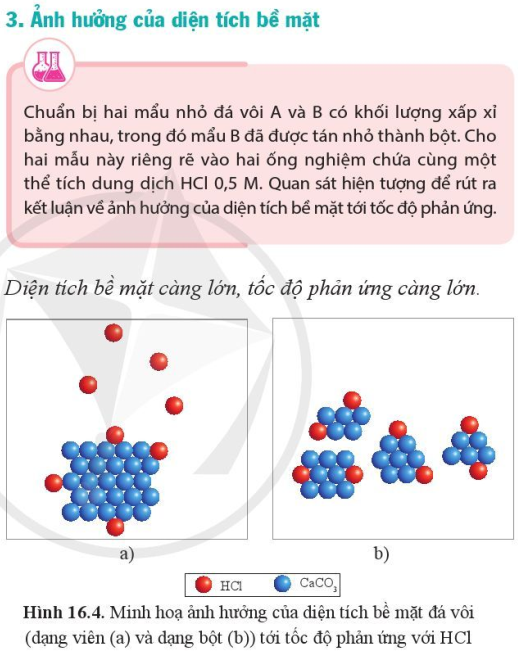 3. Ảnh hưởng của diện tích bề mặt
Chuẩn bị hai mẩu nhỏ đá vôi A và B có khối lượng xấp xỉ
bằng nhau, trong đó mẩu B đã được tán nhỏ thành bột. Cho
hai mẫu này riêng rẽ vào hai ống nghiệm chứa cùng một
thể tích dung dịch HCl 0,5 M. Quan sát hiện tượng để rút ra
kết luận về ảnh hưởng của diện tích bề mặt tới tốc độ phản ứng.
Diện tích bề mặt càng lớn, tốc độ phản ứng càng lớn.
a) b)
HCl CaCO₃
Hình 16.4. Minh hoạ ảnh hưởng của diện tích bề mặt đá vôi
(dạng viên (a) và dạng bột (b)) tới tốc độ phản ứng với HCl